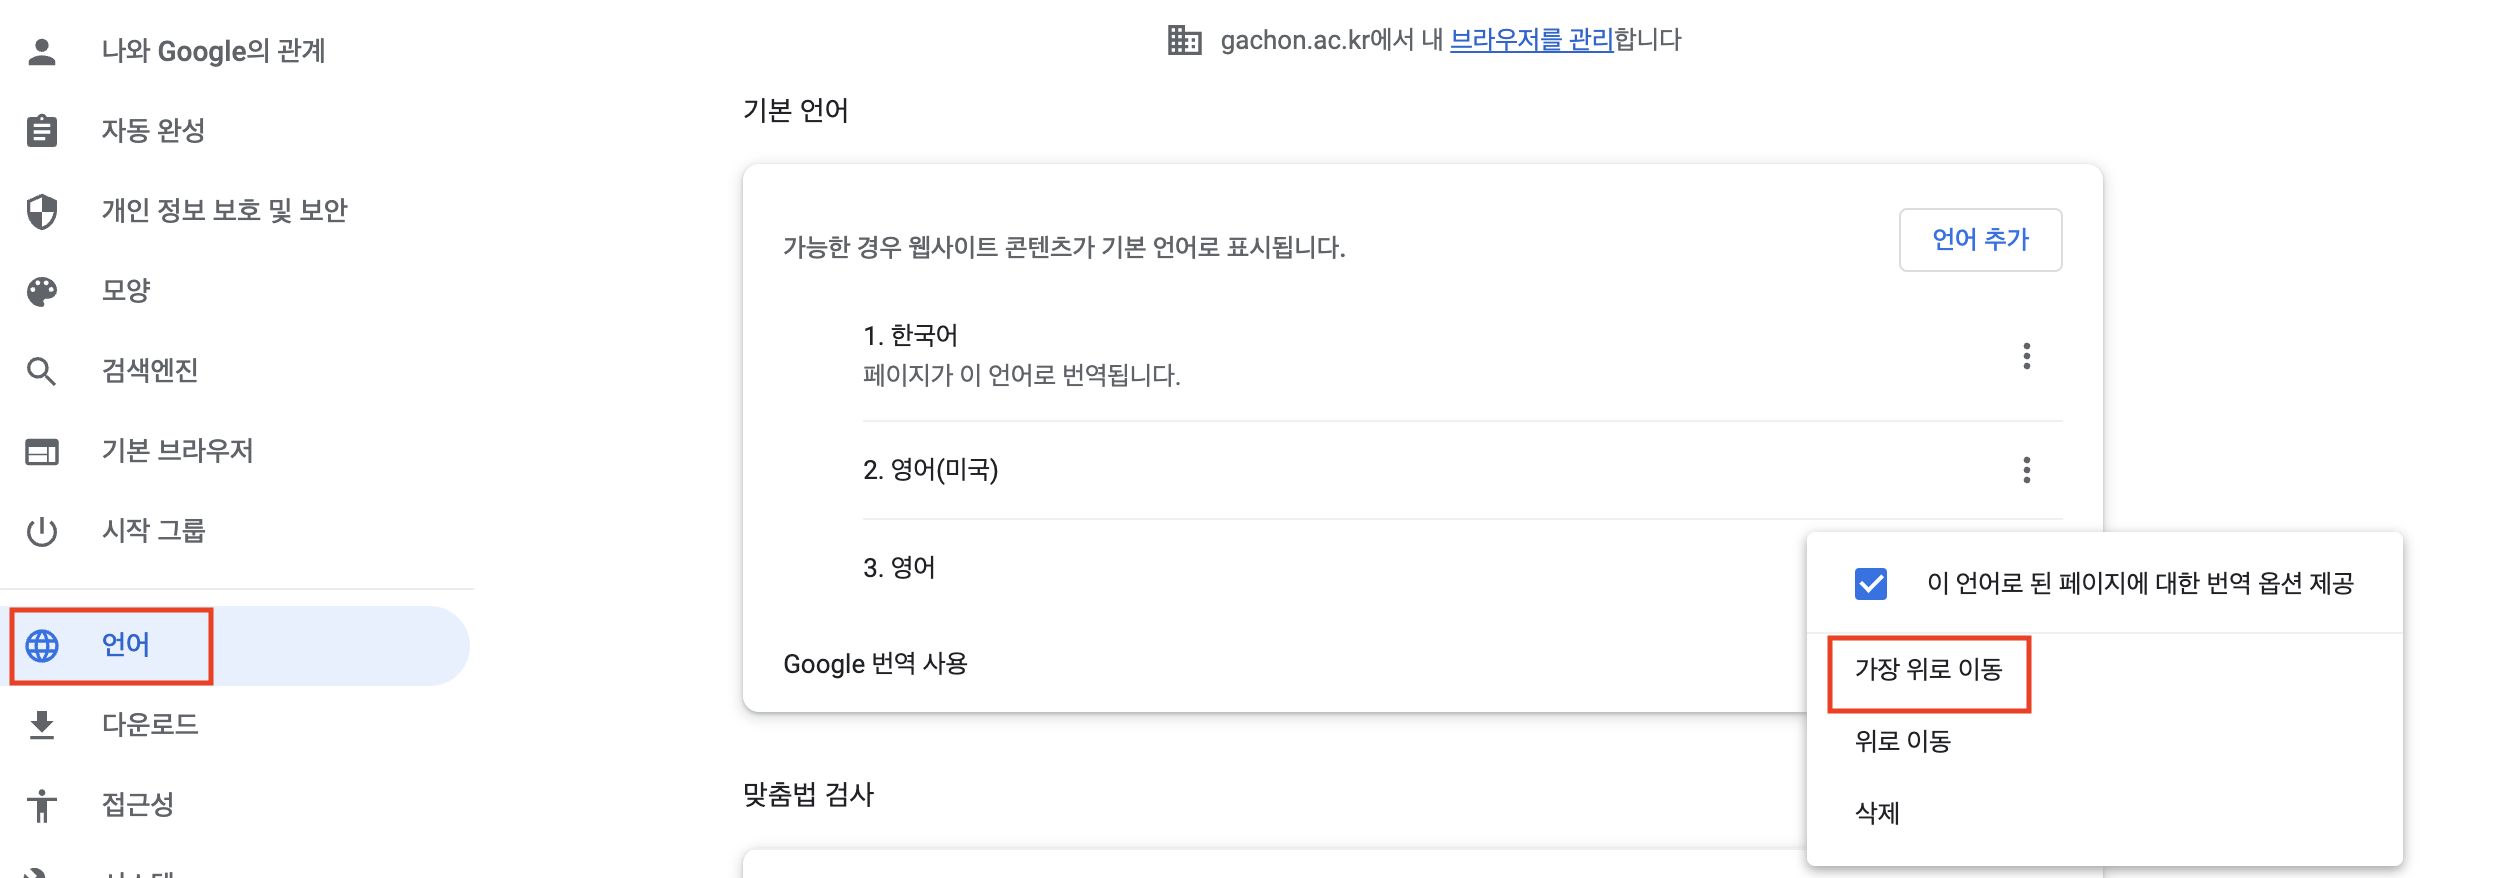 나와 Google의 관계
자동 완성
개인 정보 보호 및 보안
모양
검색엔진
기본 브라우저
시작 그룹
언어
다운로드
접근성
gachon.ac.kr에서 내 브라우저를 관리합니다
기본 언어
가능한 경우 웹사이트 콘텐츠가 기본 언어로 표시됩니다.
언어 추가
1. 한국어
페이지가 이 언어로 번역됩니다.
2. 영어(미국)
3. 영어
Google 번역 사용
이 언어로 된 페이지에 대한 번역 옵션 제공
가장 위로 이동
위로 이동
삭제
맞춤법 검사